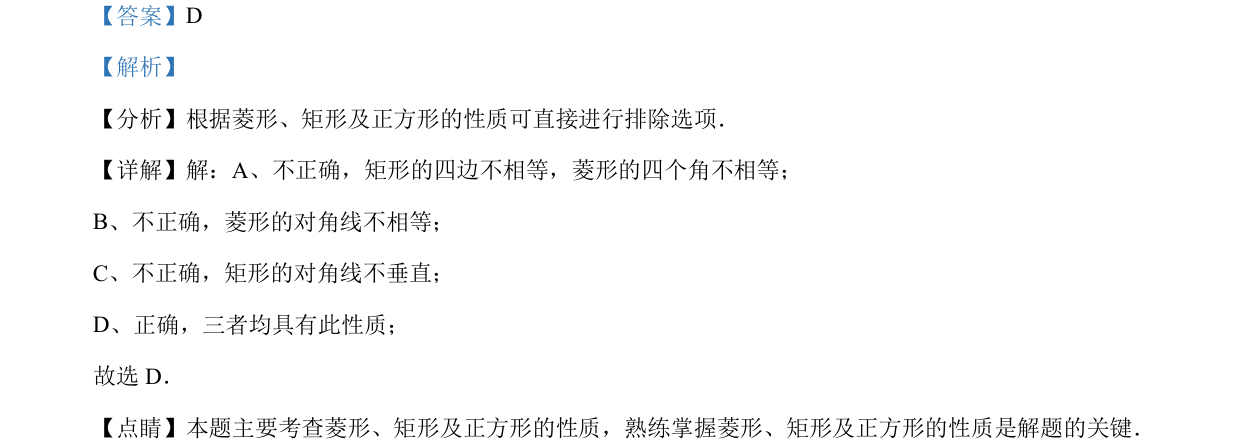 【答案】D
【解析】
【分析】根据菱形、矩形及正方形的性质可直接进行排除选项．
【详解】解：A、不正确，矩形的四边不相等，菱形的四个角不相等；
B、不正确，菱形的对角线不相等；
C、不正确，矩形的对角线不垂直；
D、正确，三者均具有此性质；
故选 D．
【点睛】本题主要考查菱形、矩形及正方形的性质，熟练掌握菱形、矩形及正方形的性质是解题的关键．